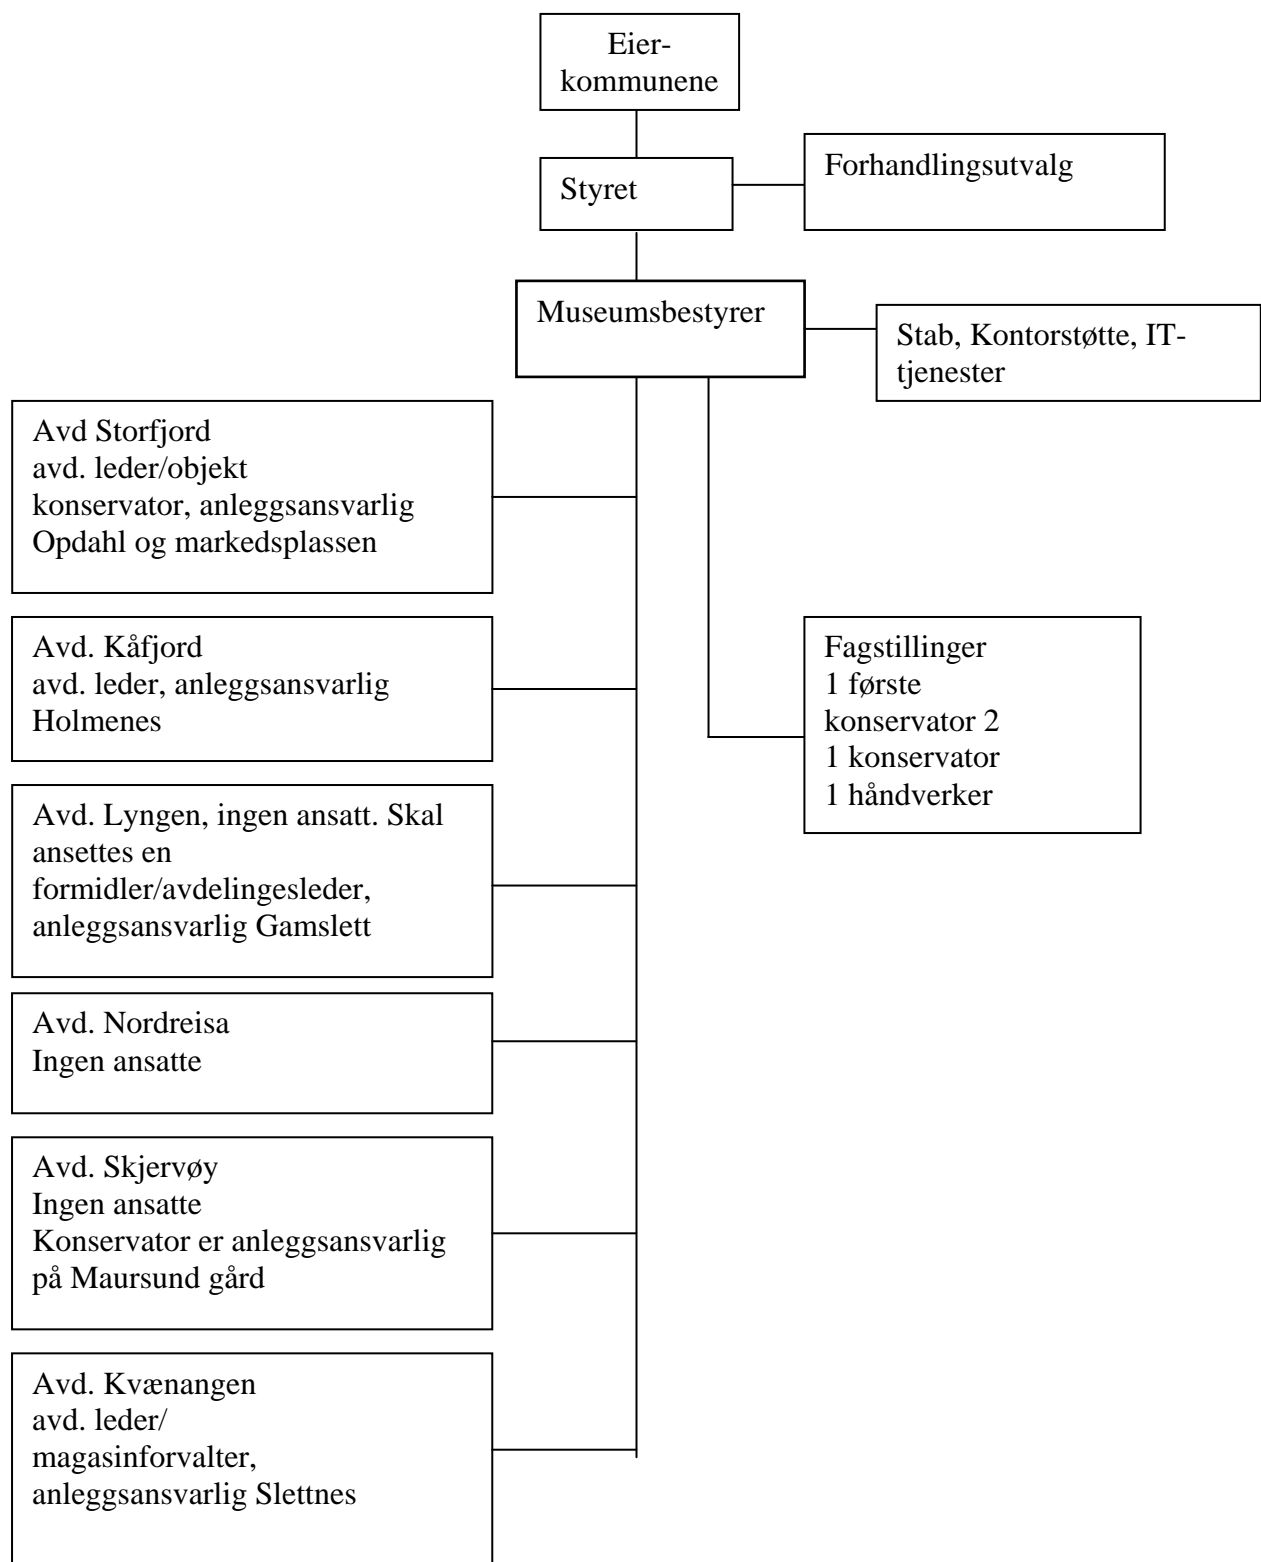 Eier-
kommunene
Styret
Forhandlingsutvalg
Museumsbestyrer
Stab, Kontorstøtte, IT-
tjenester
Avd Storfjord
avd. leder/objekt
konservator, anleggsansvarlig
Opdahl og markedsplassen
Avd. Kåfjord
avd. leder, anleggsansvarlig
Holmenes
Fagstillinger
1 første
konservator 2
1 konservator
1 håndverker
Avd. Lyngen, ingen ansatt. Skal
ansettes en
formidler/avdelingesleder,
anleggsansvarlig Gamslett
Avd. Nordreisa
Ingen ansatte
Avd. Skjervøy
Ingen ansatte
Konservator er anleggsansvarlig
på Maursund gård
Avd. Kvænangen
avd. leder/
magasinforvalter,
anleggsansvarlig Slettnes